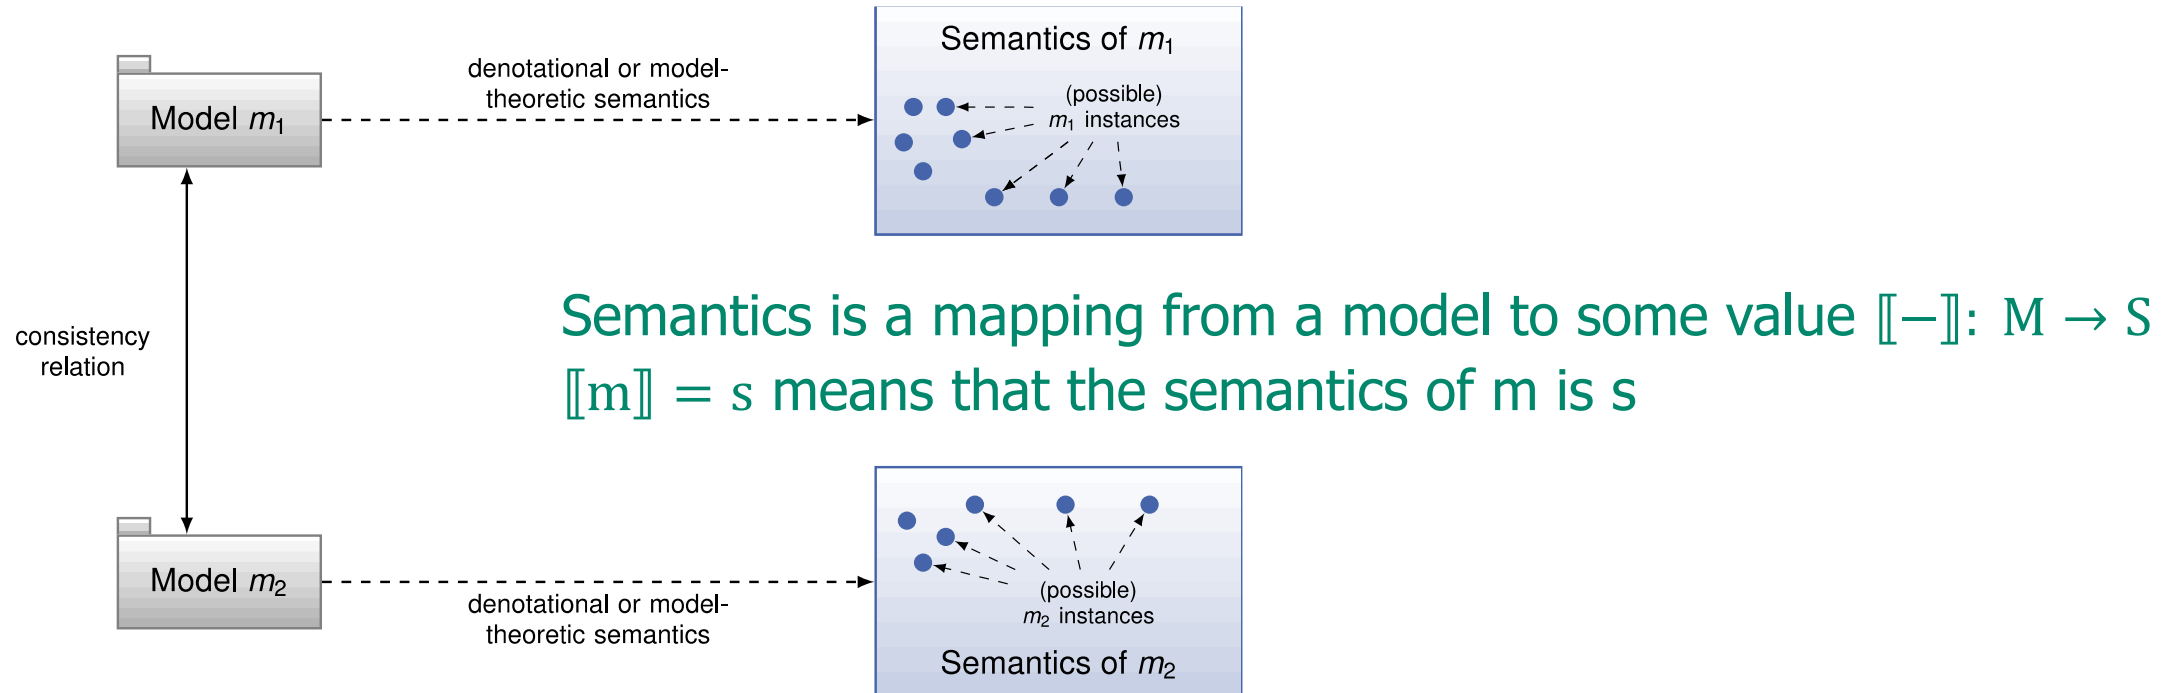 Semantics of m₁
denotational or model-
theoretic semantics
(possible)
m₁ instances
Model m₁
consistency
relation
Semantics is a mapping from a model to some value ⟦−⟧: M → S
⟦m⟧ = s means that the semantics of m is s
Model m₂
denotational or model-
theoretic semantics
(possible)
m₂ instances
Semantics of m₂